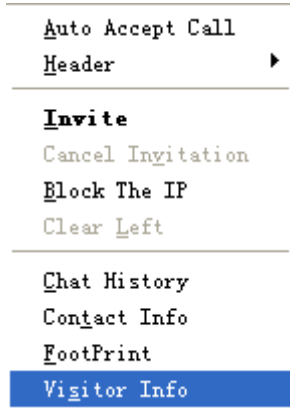 Auto Accept Call
Header
Invite
Cancel Invitation
Block The IP
Clear Left
Chat History
Contact Info
FootPrint
Visitor Info